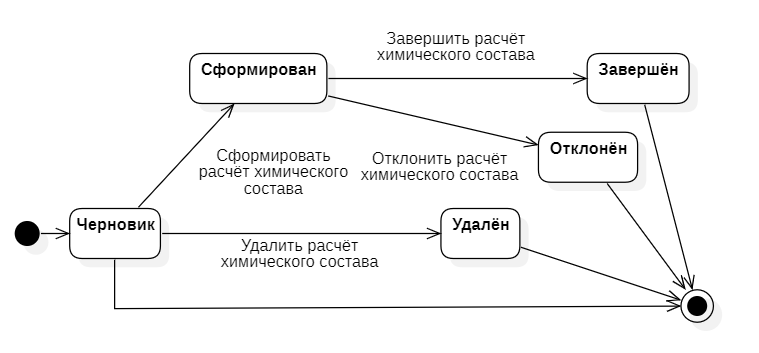 Завершить расчёт
химического состава
Сформирован
Завершён
Отклонён
Сформировать
расчёт химического
состава
Отклонить расчёт
химического состава
Черновик
Удалён
Удалить расчёт
химического состава